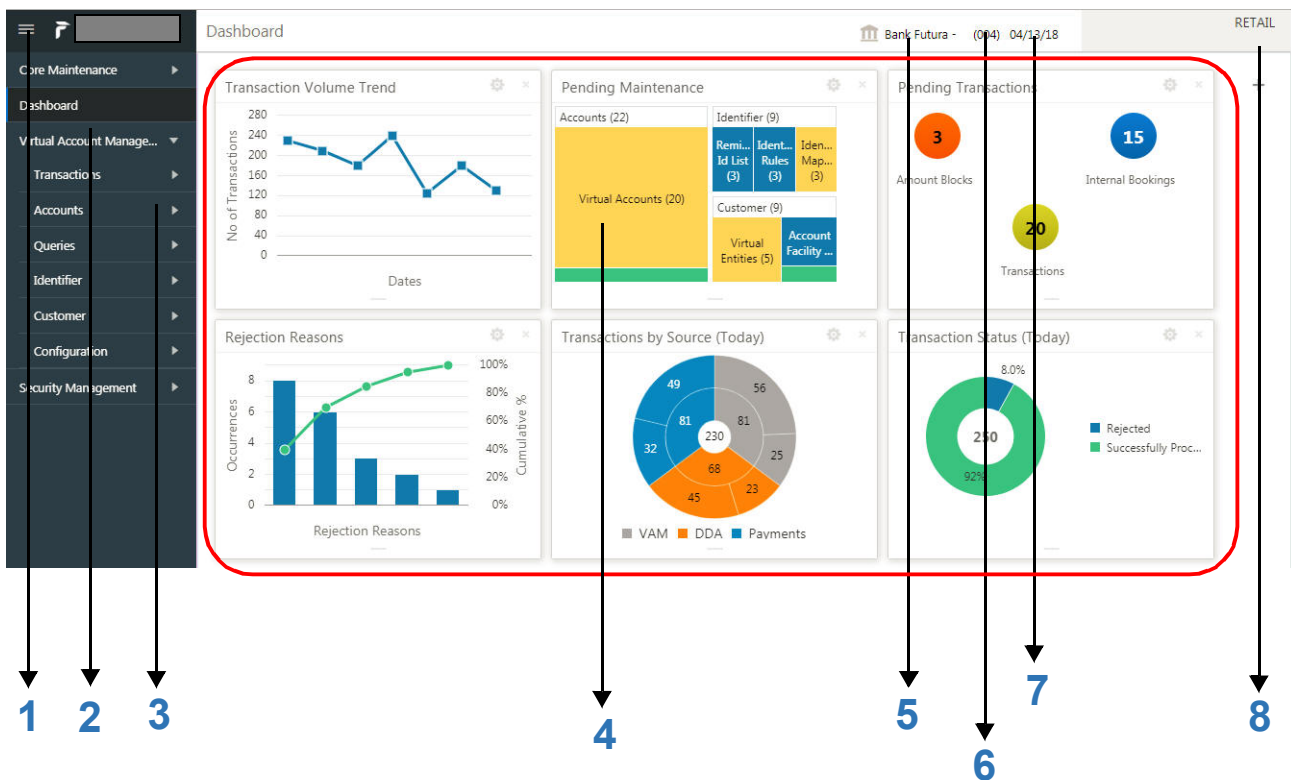 Dashboard
Bank Futura - (004) 04/13/18
RETAIL
Core Maintenance
Dashboard
Virtual Account Manage...
Transactions
Accounts
Queries
Identifier
Customer
Configuration
Security Management
Transaction Volume Trend
No of Transactions
280
240
200
160
120
80
40
0
Dates
Pending Maintenance
Accounts (22)
Virtual Accounts (20)
Identifier (9)
Remi... Id List (3)
Ident... Rules (3)
Iden... Map... (3)
Customer (9)
Virtual Entities (5)
Account Facility ...
Pending Transactions
3
Amount Blocks
15
Internal Bookings
20
Transactions
Rejection Reasons
Occurrences
8
6
4
2
0
100%
80%
60%
40%
20%
0%
Cumulative %
Rejection Reasons
Transactions by Source (Today)
49
56
81
81
230
32
25
68
45
23
VAM DDA Payments
Transaction Status (Today)
8.0%
250
92%
Rejected
Successfully Proc...
1
2
3
4
5
6
7
8